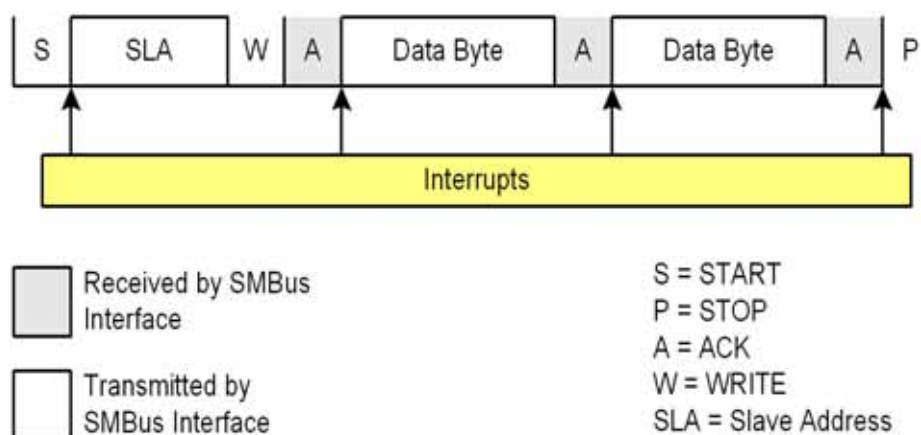 S SLA W A Data Byte A Data Byte A P
Interrupts
Received by SMBus
Interface
Transmitted by
SMBus Interface
S = START
P = STOP
A = ACK
W = WRITE
SLA = Slave Address